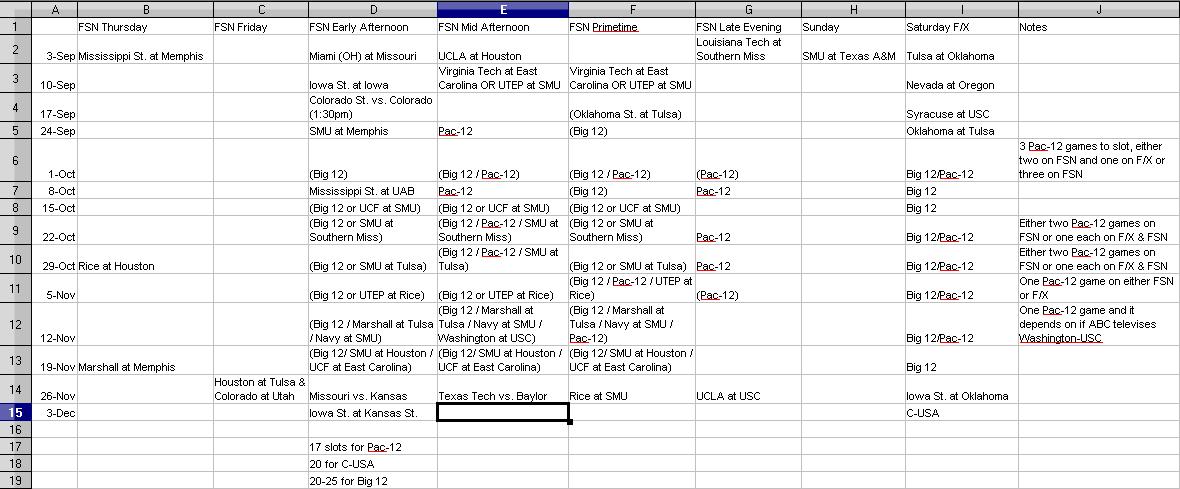 A B C D E F G H I J
1 FSN Thursday FSN Friday FSN Early Afternoon FSN Mid Afternoon FSN Primetime FSN Late Evening Sunday Saturday F/X Notes
Louisiana Tech at
2 3-Sep Mississippi St. at Memphis Miami (OH) at Missouri UCLA at Houston Southern Miss SMU at Texas A&M Tulsa at Oklahoma
Virginia Tech at East Virginia Tech at East
3 10-Sep Iowa St. at Iowa Carolina OR UTEP at SMU Carolina OR UTEP at SMU Nevada at Oregon
Colorado St. vs. Colorado
4 17-Sep (1:30pm) (Oklahoma St. at Tulsa) Syracuse at USC
5 24-Sep SMU at Memphis Pac-12 (Big 12) Oklahoma at Tulsa
3 Pac-12 games to slot, either
two on FSN and one on F/X or
6 1-Oct (Big 12) (Big 12 / Pac-12) (Big 12 / Pac-12) (Pac-12) Big 12/Pac-12 three on FSN
7 8-Oct Mississippi St. at UAB Pac-12 (Big 12) Pac-12 Big 12
8 15-Oct (Big 12 or UCF at SMU) (Big 12 or UCF at SMU) (Big 12 or UCF at SMU) Big 12
(Big 12 or SMU at (Big 12 / Pac-12 / SMU at (Big 12 or SMU at Either two Pac-12 games on
9 22-Oct Southern Miss) Southern Miss) Southern Miss) Pac-12 Big 12/Pac-12 FSN or one each on F/X & FSN
(Big 12 / Pac-12 / SMU at Either two Pac-12 games on
10 29-Oct Rice at Houston (Big 12 or SMU at Tulsa) Tulsa) (Big 12 or SMU at Tulsa) Pac-12 Big 12/Pac-12 FSN or one each on F/X & FSN
(Big 12 / Pac-12 / UTEP at One Pac-12 game on either FSN
11 5-Nov (Big 12 or UTEP at Rice) (Big 12 or UTEP at Rice) Rice) (Pac-12) Big 12/Pac-12 or F/X
(Big 12 / Marshall at (Big 12 / Marshall at One Pac-12 game and it
(Big 12 / Marshall at Tulsa Tulsa / Navy at SMU / Tulsa / Navy at SMU / depends on if ABC televises
12 12-Nov / Navy at SMU) Washington at USC) Pac-12) Big 12/Pac-12 Washington-USC
(Big 12/ SMU at Houston / (Big 12/ SMU at Houston / (Big 12/ SMU at Houston /
13 19-Nov Marshall at Memphis UCF at East Carolina) UCF at East Carolina) UCF at East Carolina) Big 12
Houston at Tulsa &
14 26-Nov Colorado at Utah Missouri vs. Kansas Texas Tech vs. Baylor Rice at SMU UCLA at USC Iowa St. at Oklahoma
15 3-Dec Iowa St. at Kansas St. C-USA
16
17 17 slots for Pac-12
18 20 for C-USA
19 20-25 for Big 12